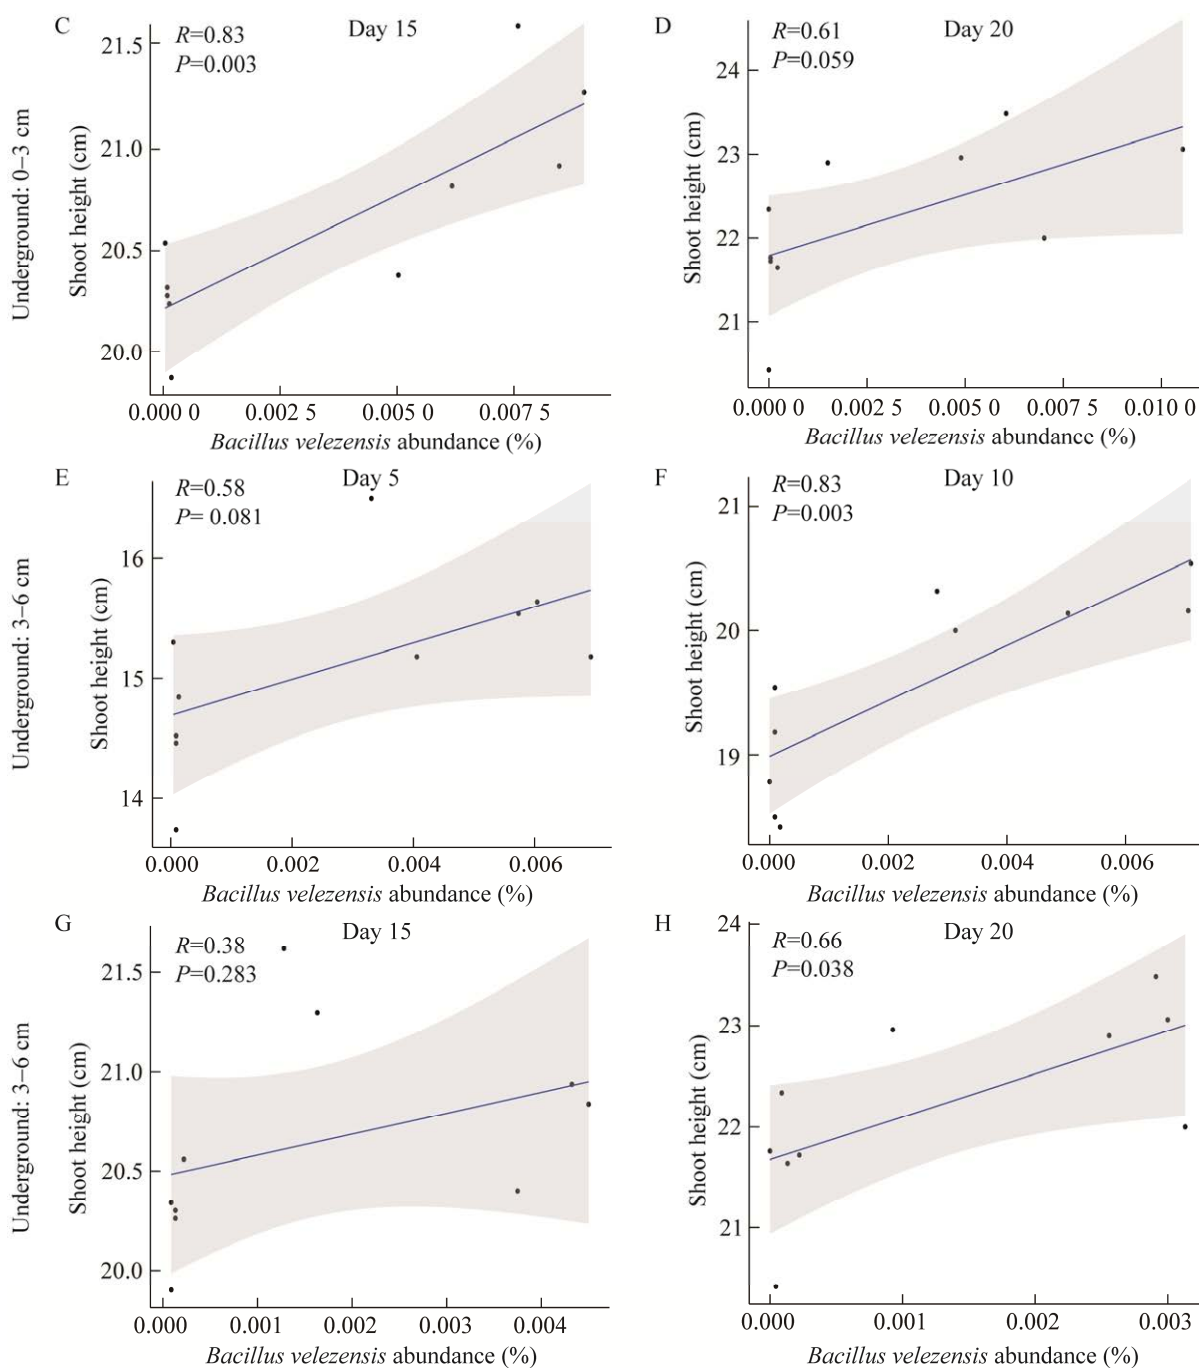 C
R=0.83
P=0.003
Day 15
Underground: 0–3 cm
Shoot height (cm)
21.5
21.0
20.5
20.0
0.000 0
0.002 5
0.005 0
0.007 5
Bacillus velezensis abundance (%)
D
R=0.61
P=0.059
Day 20
Shoot height (cm)
24
23
22
21
0.000 0
0.002 5
0.005 0
0.007 5
0.010 0
Bacillus velezensis abundance (%)
E
R=0.58
P= 0.081
Day 5
Underground: 3–6 cm
Shoot height (cm)
16
15
14
0.000
0.002
0.004
0.006
Bacillus velezensis abundance (%)
F
R=0.83
P=0.003
Day 10
Shoot height (cm)
21
20
19
0.000
0.002
0.004
0.006
Bacillus velezensis abundance (%)
G
R=0.38
P=0.283
Day 15
Underground: 3–6 cm
Shoot height (cm)
21.5
21.0
20.5
20.0
0.000
0.001
0.002
0.003
0.004
Bacillus velezensis abundance (%)
H
R=0.66
P=0.038
Day 20
Shoot height (cm)
24
23
22
21
0.000
0.001
0.002
0.003
Bacillus velezensis abundance (%)